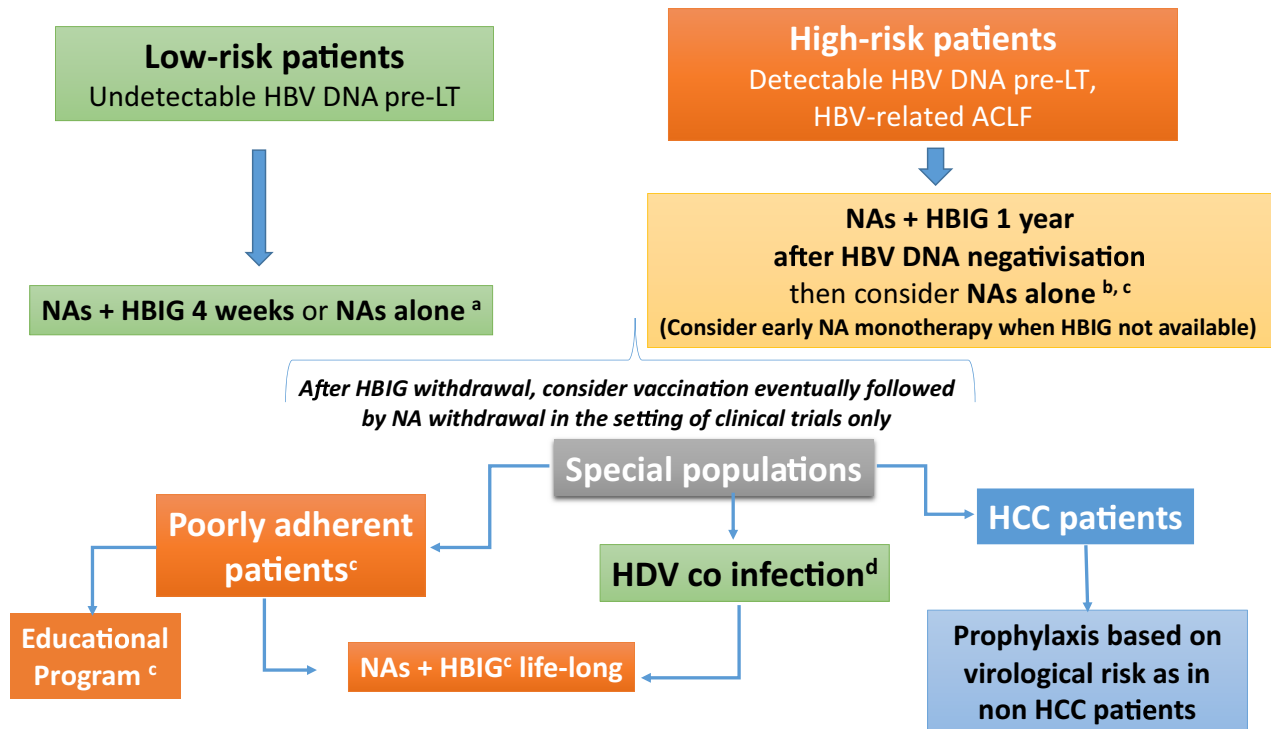 Low-risk patients
Undetectable HBV DNA pre-LT
High-risk patients
Detectable HBV DNA pre-LT,
HBV-related ACLF
NAs + HBIG 4 weeks or NAs alone a
NAs + HBIG 1 year
after HBV DNA negativisation
then consider NAs alone b, c
(Consider early NA monotherapy when HBIG not available)
After HBIG withdrawal, consider vaccination eventually followed
by NA withdrawal in the setting of clinical trials only
Special populations
Poorly adherent
patientsc
HDV co infectiond
HCC patients
Educational
Program c
NAs + HBIGc life-long
Prophylaxis based on
virological risk as in
non HCC patients